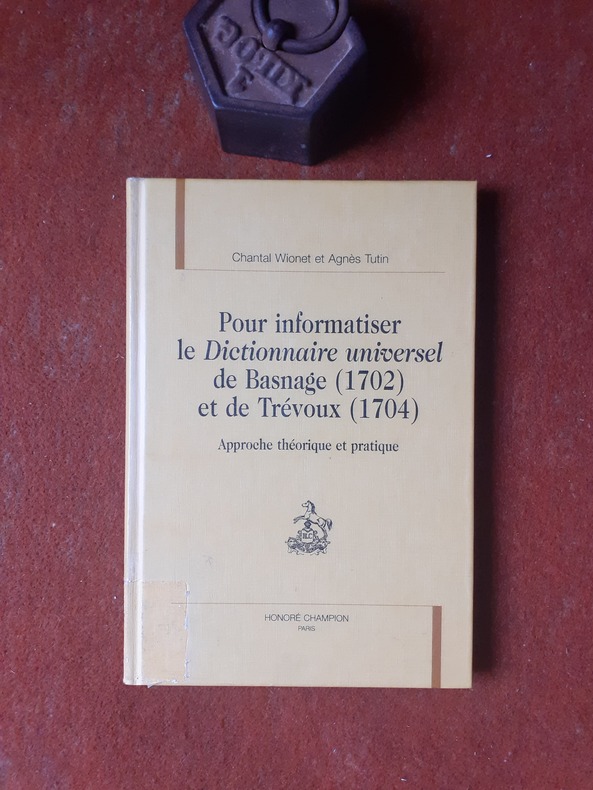 Chantal Wionet et Agnès Tutin
Pour informatiser
le Dictionnaire universel
de Basnage (1702)
et de Trévoux (1704)
Approche théorique et pratique
HONORÉ CHAMPION
PARIS